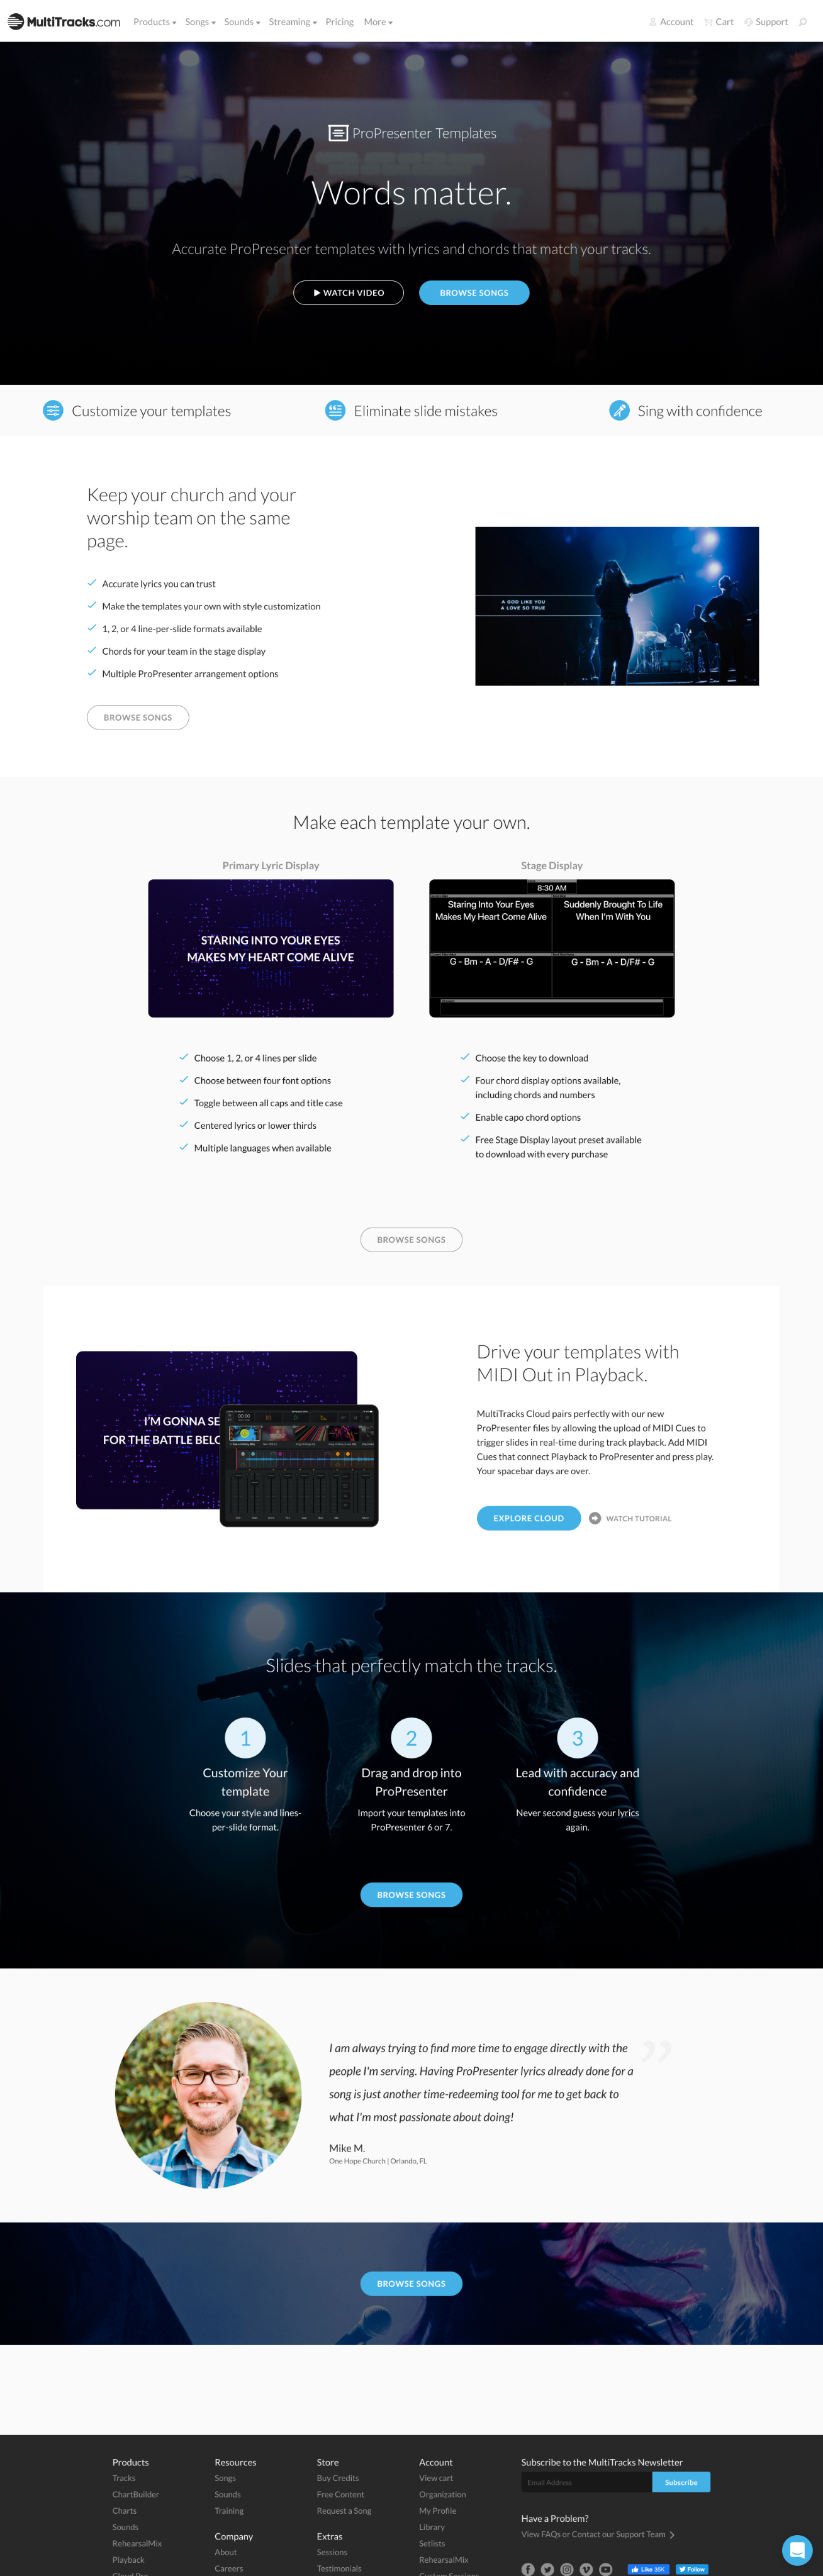 MultiTracks.com Products Songs Sounds Streaming Pricing More Account Cart Support
ProPresenter Templates
Words matter.
Accurate ProPresenter templates with lyrics and chords that match your tracks.
WATCH VIDEO BROWSE SONGS
Customize your templates Eliminate slide mistakes Sing with confidence
Keep your church and your
worship team on the same
page.
Accurate lyrics you can trust
Make the templates your own with style customization
1, 2, or 4 line-per-slide formats available
Chords for your team in the stage display
Multiple ProPresenter arrangement options
BROWSE SONGS
A GOD LIKE YOU
A LOVE SO TRUE
Make each template your own.
Primary Lyric Display
STARING INTO YOUR EYES
MAKES MY HEART COME ALIVE
Choose 1, 2, or 4 lines per slide
Choose between four font options
Toggle between all caps and title case
Centered lyrics or lower thirds
Multiple languages when available
Stage Display
8:30 AM
Staring Into Your Eyes
Makes My Heart Come Alive
Suddenly Brought To Life
When I'm With You
G - Bm - A - D/F# - G
G - Bm - A - D/F# - G
Choose the key to download
Four chord display options available,
including chords and numbers
Enable capo chord options
Free Stage Display layout preset available
to download with every purchase
BROWSE SONGS
I'M GONNA SE
FOR THE BATTLE BELO
Drive your templates with
MIDI Out in Playback.
MultiTracks Cloud pairs perfectly with our new
ProPresenter files by allowing the upload of MIDI Cues to
trigger slides in real-time during track playback. Add MIDI
Cues that connect Playback to ProPresenter and press play.
Your spacebar days are over.
EXPLORE CLOUD WATCH TUTORIAL
Slides that perfectly match the tracks.
1
Customize Your
template
Choose your style and lines-
per-slide format.
2
Drag and drop into
ProPresenter
Import your templates into
ProPresenter 6 or 7.
3
Lead with accuracy and
confidence
Never second guess your lyrics
again.
BROWSE SONGS
I am always trying to find more time to engage directly with the
people I'm serving. Having ProPresenter lyrics already done for a
song is just another time-redeeming tool for me to get back to
what I'm most passionate about doing!
”
Mike M.
One Hope Church | Orlando, FL
BROWSE SONGS
Products
Tracks
ChartBuilder
Charts
Sounds
RehearsalMix
Playback
Cloud Pro
Resources
Songs
Sounds
Training
Company
About
Careers
Store
Buy Credits
Free Content
Request a Song
Extras
Sessions
Testimonials
Account
View cart
Organization
My Profile
Library
Setlists
RehearsalMix
Custom Sessions
Subscribe to the MultiTracks Newsletter
Email Address Subscribe
Have a Problem?
View FAQs or Contact our Support Team
Like 35K Follow